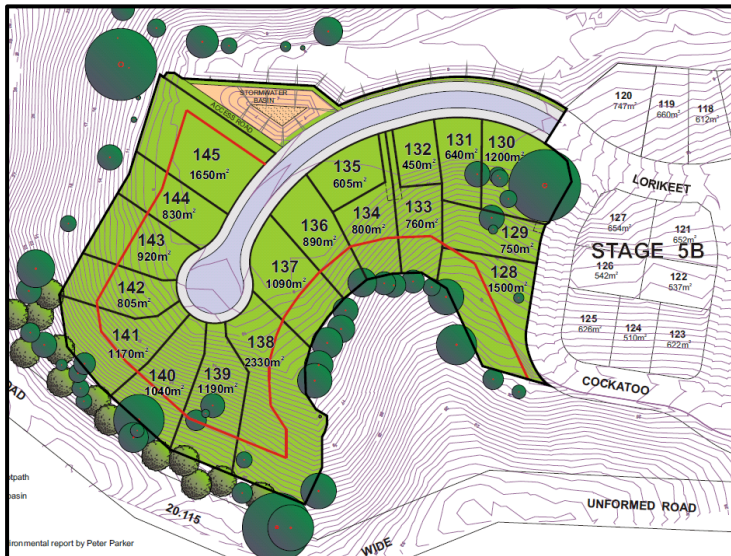 STORMWATER
BASIN
ACCESS ROAD
120
747m²
119
660m²
118
612m²
145
1650m²
144
830m²
143
920m²
142
805m²
141
1170m²
140
1040m²
139
1190m²
138
2330m²
137
1090m²
136
890m²
135
605m²
134
800m²
133
760m²
132
450m²
131
640m²
130
1200m²
129
750m²
128
1500m²
LORIKEET
127
654m²
121
652m²
STAGE 5B
126
542m²
122
537m²
125
626m²
124
510m²
123
622m²
COCKATOO
OAD
otpath
basin
20.115
WIDE
UNFORMED ROAD
ironmental report by Peter Parker